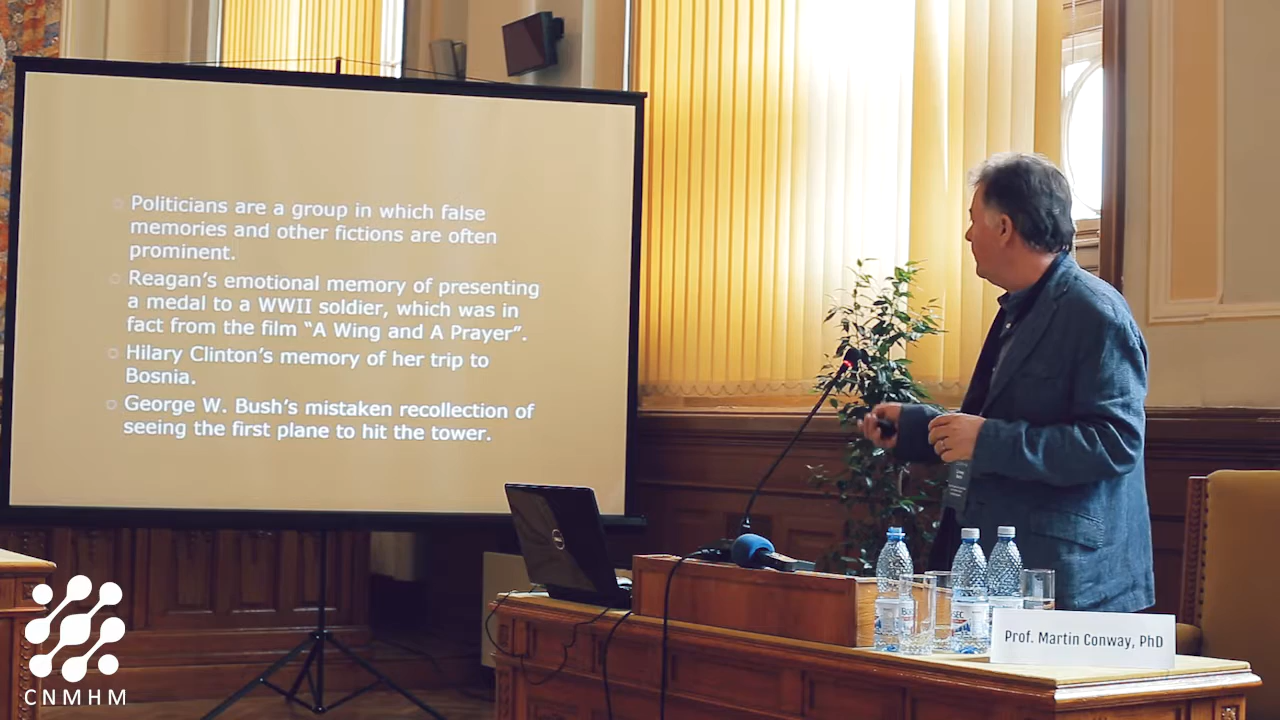 Politicians are a group in which false
memories and other fictions are often
prominent.
Reagan's emotional memory of presenting
a medal to a WWII soldier, which was in
fact from the film “A Wing and A Prayer”.
Hilary Clinton's memory of her trip to
Bosnia.
George W. Bush's mistaken recollection of
seeing the first plane to hit the tower.
DELL
Prof. Martin Conway, PhD
CNMHM